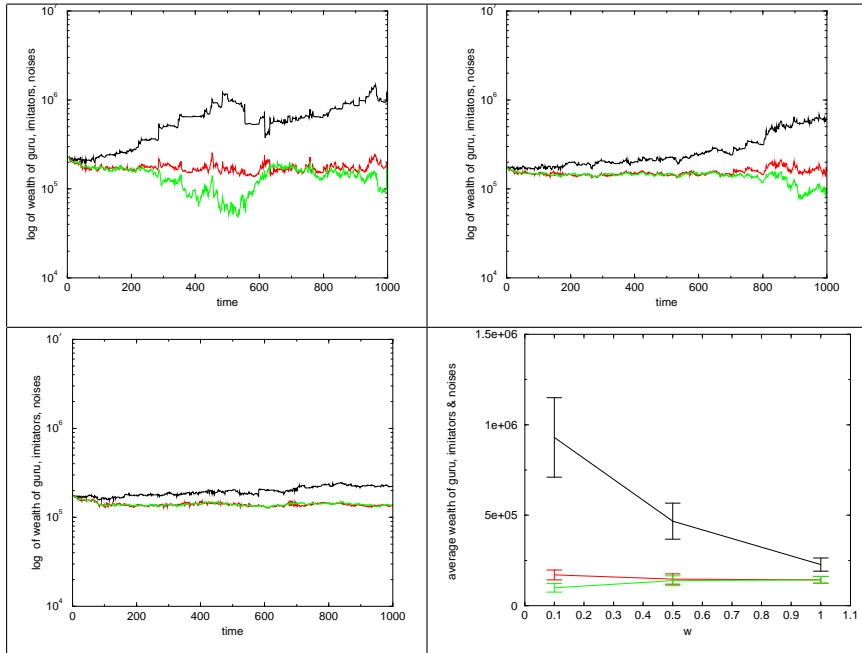 log of wealth of guru, imitators, noises
10^7
10^6
10^5
10^4
0 200 400 600 800 1000
time
log of wealth of guru, imitators, noises
10^7
10^6
10^5
10^4
0 200 400 600 800 1000
time
log of wealth of guru, imitators, noises
10^7
10^6
10^5
10^4
0 200 400 600 800 1000
time
average wealth of guru, imitators & noises
1.5e+06
1e+06
5e+05
0
0 0.1 0.2 0.3 0.4 0.5 0.6 0.7 0.8 0.9 1 1.1
w